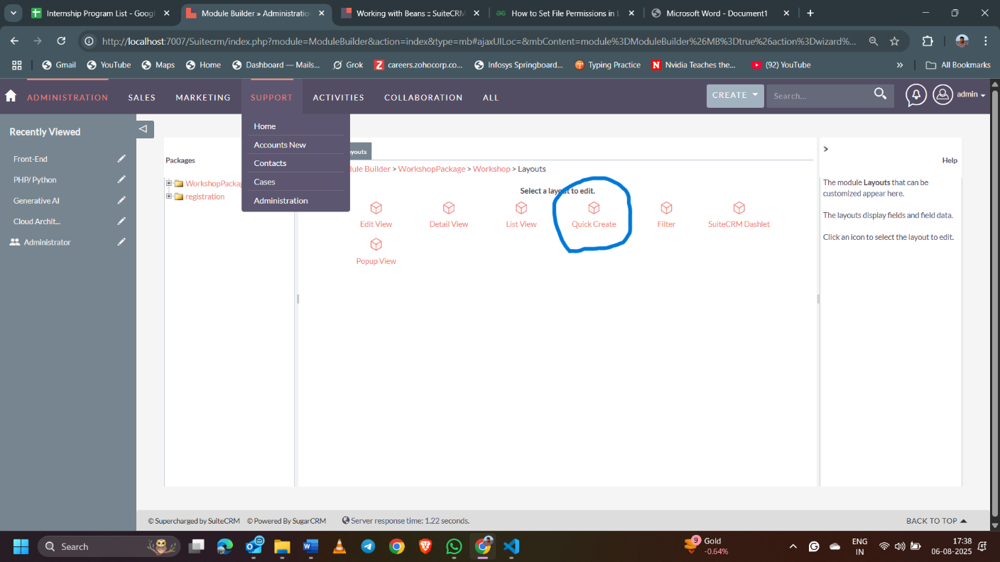 Internship Program List - Googl
Module Builder » Administratio
Working with Beans :: SuiteCRM
How to Set File Permissions in L
Microsoft Word - Document1
http://localhost:7007/Suitecrm/index.php?module=ModuleBuilder&action=index&type=mb#ajaxUILoc=&mbContent=module%3DModuleBuilder%26MB%3Dtrue%26action%3Dwizard%...
Gmail
YouTube
Maps
Home
Dashboard — Mails...
Grok
careers.zohocorp.co...
Infosys Springboard...
Typing Practice
Nvidia Teaches the...
(92) YouTube
All Bookmarks
ADMINISTRATION
SALES
MARKETING
SUPPORT
ACTIVITIES
COLLABORATION
ALL
CREATE
Search...
admin
Recently Viewed
Front-End
PHP/ Python
Generative AI
Cloud Archit...
Administrator
Home
Accounts New
Contacts
Cases
Administration
Packages
WorkshopPackag
registration
youts
dule Builder > WorkshopPackage > Workshop > Layouts
Select a layout to edit.
Edit View
Detail View
List View
Quick Create
Filter
SuiteCRM Dashlet
Popup View
Help
The module Layouts that can be
customized appear here.
The layouts display fields and field data.
Click an icon to select the layout to edit.
© Supercharged by SuiteCRM
© Powered By SugarCRM
Server response time: 1.22 seconds.
BACK TO TOP
Search
9
Gold
-0.64%
ENG
IN
17:38
06-08-2025